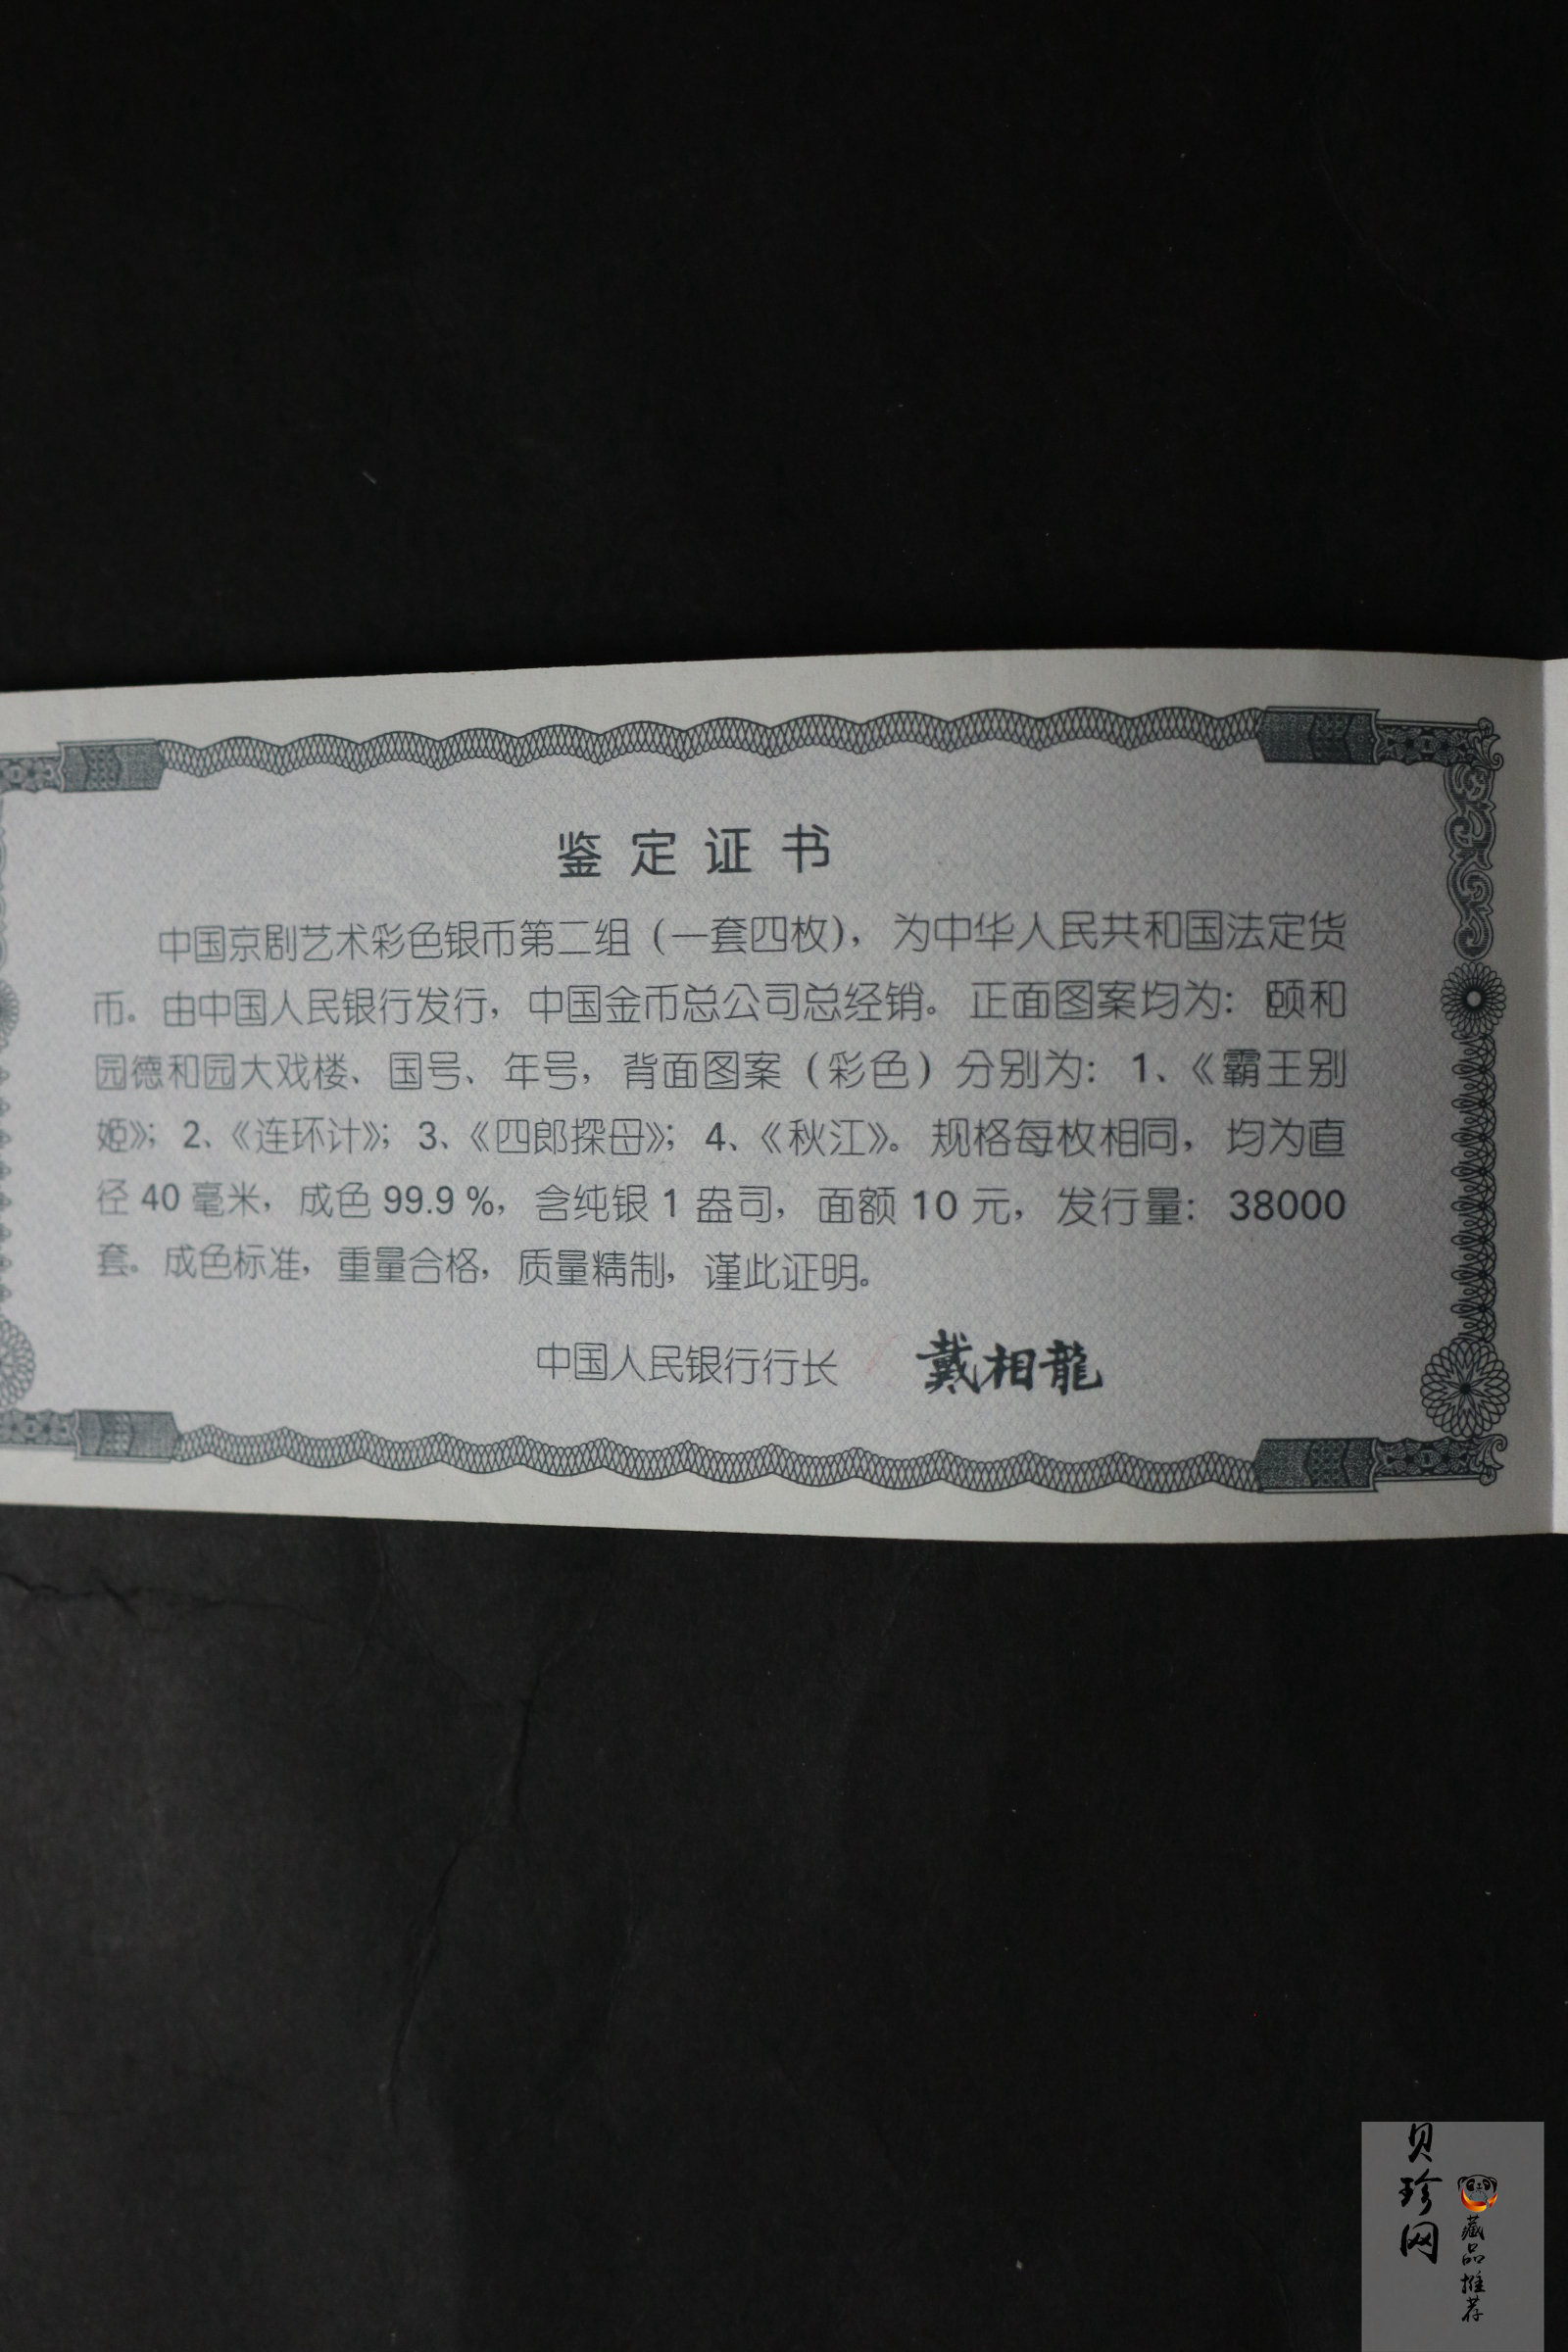 鉴定证书
中国京剧艺术彩色银币第二组（一套四枚），为中华人民共和国法定货
币。由中国人民银行发行，中国金币总公司总经销。正面图案均为：颐和
园德和园大戏楼、国号、年号，背面图案（彩色）分别为：1、《霸王别
姬》；2、《连环计》；3、《四郎探母》；4、《秋江》。规格每枚相同，均为直
径40毫米，成色99.9%，含纯银1盎司，面额10元，发行量：38000
套。成色标准，重量合格，质量精制，谨此证明。
中国人民银行行长 戴相龍
贝珍网
藏品推荐